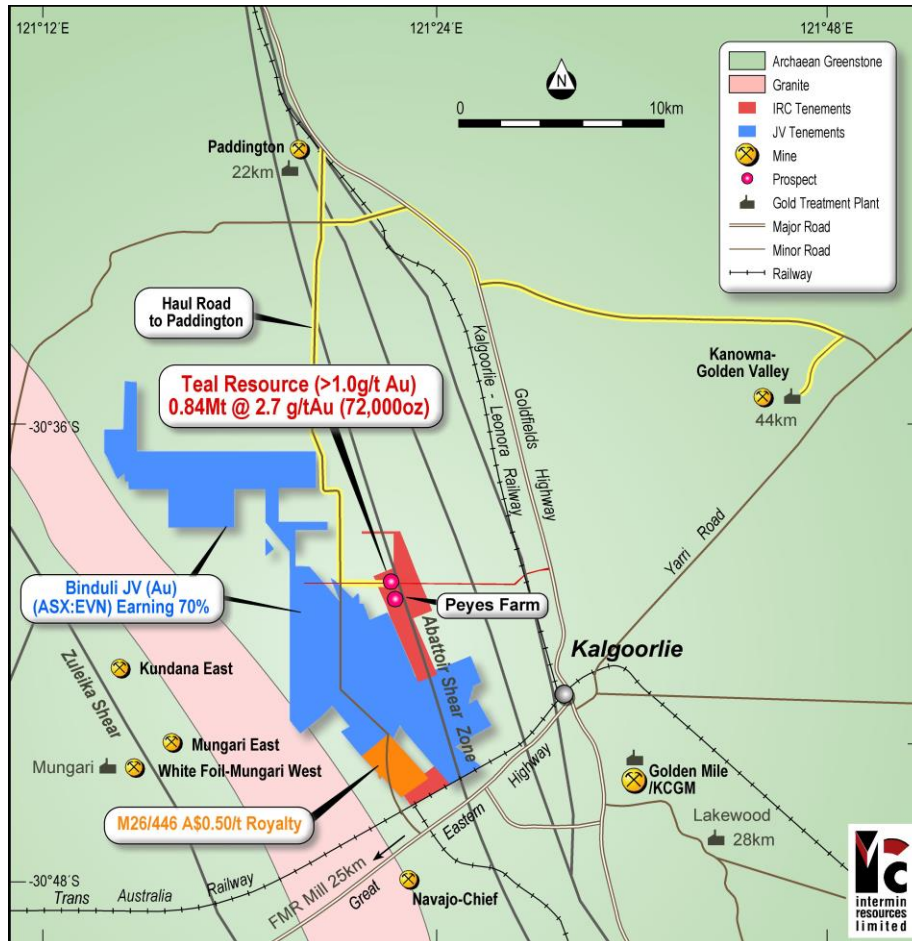 121°12´E
121°24´E
121°48´E
N
0
10km
Archaean Greenstone
Granite
IRC Tenements
JV Tenements
Mine
Prospect
Gold Treatment Plant
Major Road
Minor Road
Railway
Paddington
22km
Haul Road
to Paddington
Kalgoorlie - Leonora Railway
Goldfields Highway
Kanowna-
Golden Valley
44km
Teal Resource (>1.0g/t Au)
0.84Mt @ 2.7 g/tAu (72,000oz)
-30°36´S
Yarri Road
Binduli JV (Au)
(ASX:EVN) Earning 70%
Peyes Farm
Abattoir Shear Zone
Kalgoorlie
Zuleika Shear
Kundana East
Mungari East
Mungari
White Foil-Mungari West
Golden Mile
/KCGM
Lakewood
28km
M26/446 A$0.50/t Royalty
Great Eastern Highway
FMR Mill 25km
-30°48´S
Navajo-Chief
Trans Australia Railway
intermin
resources
limited